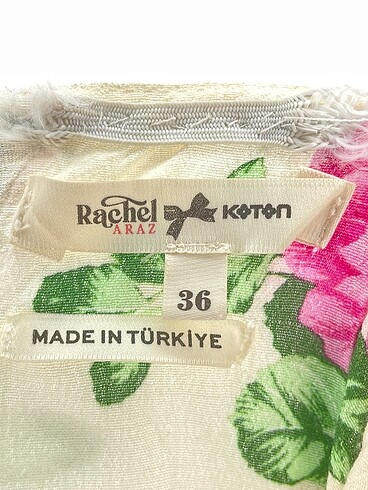 Rachel
ARAZ
KOTON
36
MADE IN TÜRKİYE